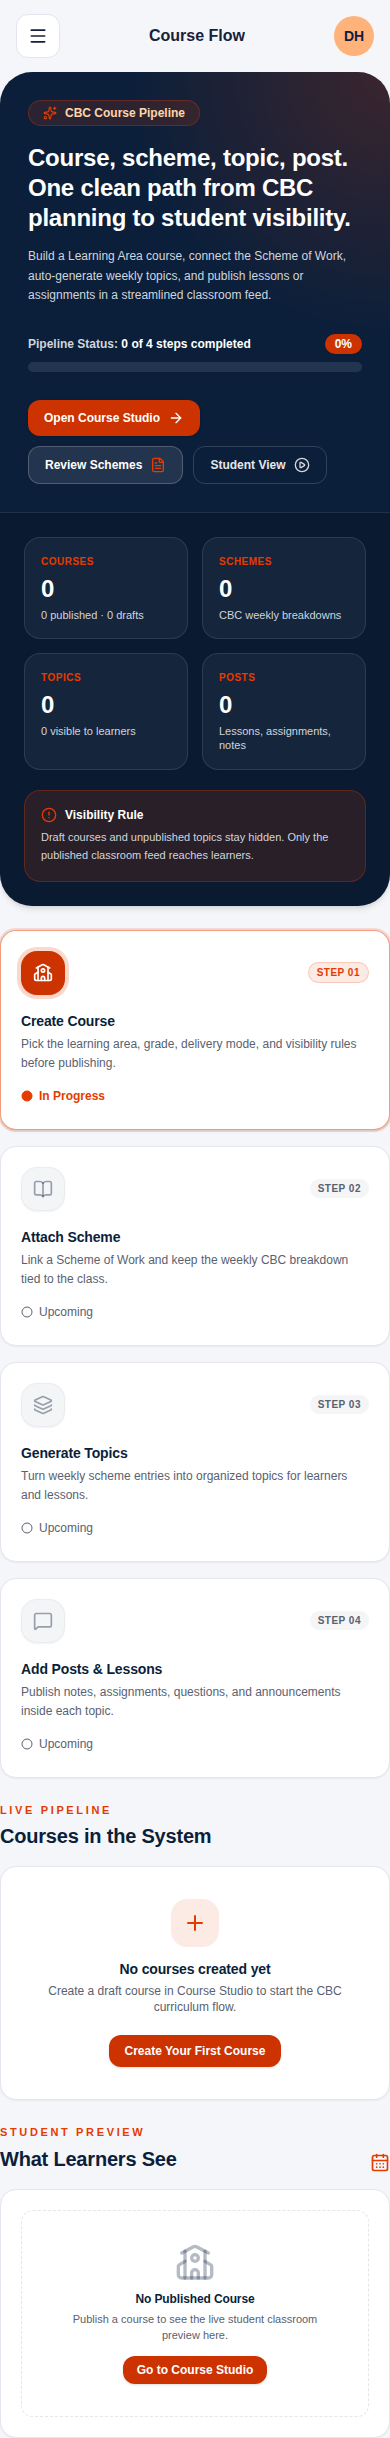 Course Flow
DH
CBC Course Pipeline
Course, scheme, topic, post.
One clean path from CBC
planning to student visibility.
Build a Learning Area course, connect the Scheme of Work,
auto-generate weekly topics, and publish lessons or
assignments in a streamlined classroom feed.
Pipeline Status: 0 of 4 steps completed
0%
Open Course Studio
Review Schemes
Student View
COURSES
0
0 published · 0 drafts
SCHEMES
0
CBC weekly breakdowns
TOPICS
0
0 visible to learners
POSTS
0
Lessons, assignments,
notes
Visibility Rule
Draft courses and unpublished topics stay hidden. Only the
published classroom feed reaches learners.
STEP 01
Create Course
Pick the learning area, grade, delivery mode, and visibility rules
before publishing.
In Progress
STEP 02
Attach Scheme
Link a Scheme of Work and keep the weekly CBC breakdown
tied to the class.
Upcoming
STEP 03
Generate Topics
Turn weekly scheme entries into organized topics for learners
and lessons.
Upcoming
STEP 04
Add Posts & Lessons
Publish notes, assignments, questions, and announcements
inside each topic.
Upcoming
LIVE PIPELINE
Courses in the System
No courses created yet
Create a draft course in Course Studio to start the CBC
curriculum flow.
Create Your First Course
STUDENT PREVIEW
What Learners See
No Published Course
Publish a course to see the live student classroom
preview here.
Go to Course Studio